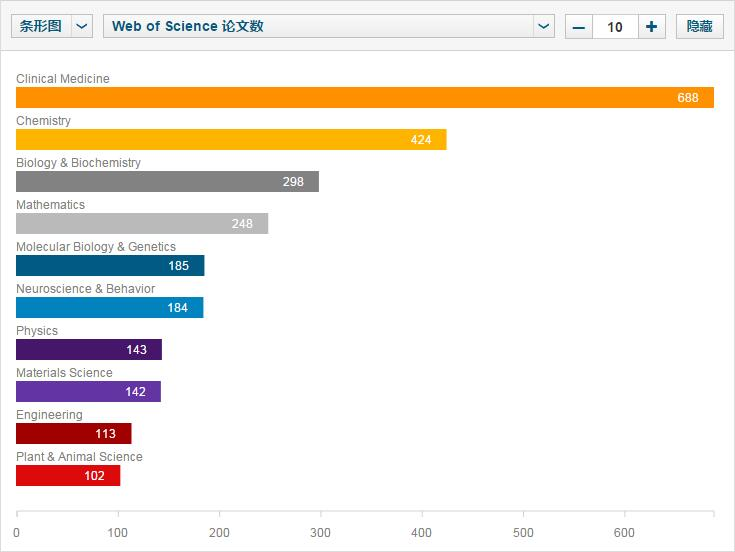 条形图
Web of Science 论文数
10
隐藏
Clinical Medicine
688
Chemistry
424
Biology & Biochemistry
298
Mathematics
248
Molecular Biology & Genetics
185
Neuroscience & Behavior
184
Physics
143
Materials Science
142
Engineering
113
Plant & Animal Science
102
0 100 200 300 400 500 600